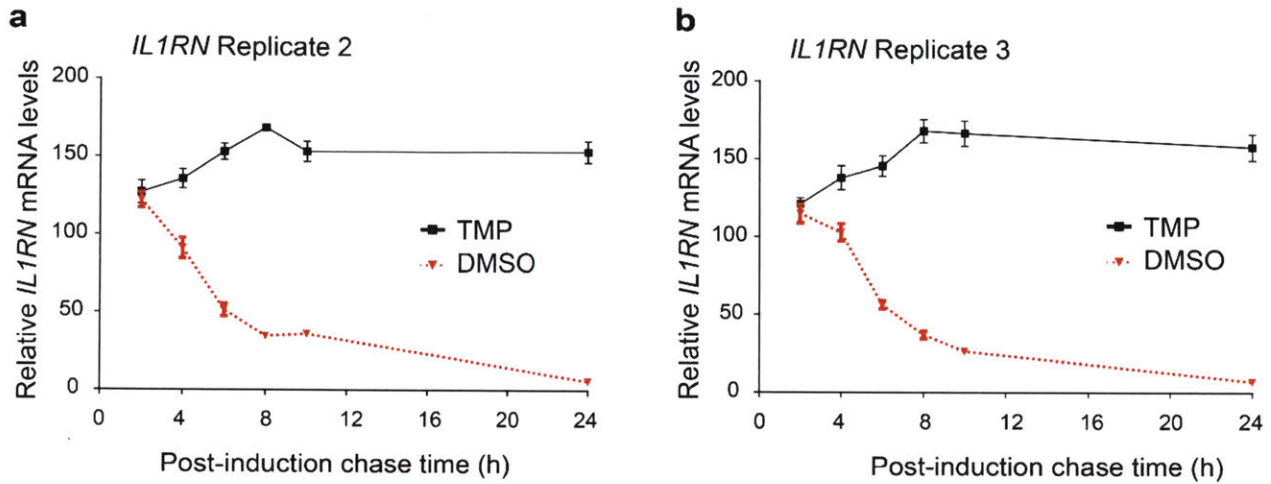 a
IL1RN Replicate 2
Relative IL1RN mRNA levels
200
150
100
50
0
TMP
DMSO
0 4 8 12 16 20 24
Post-induction chase time (h)
b
IL1RN Replicate 3
Relative IL1RN mRNA levels
200
150
100
50
0
TMP
DMSO
0 4 8 12 16 20 24
Post-induction chase time (h)